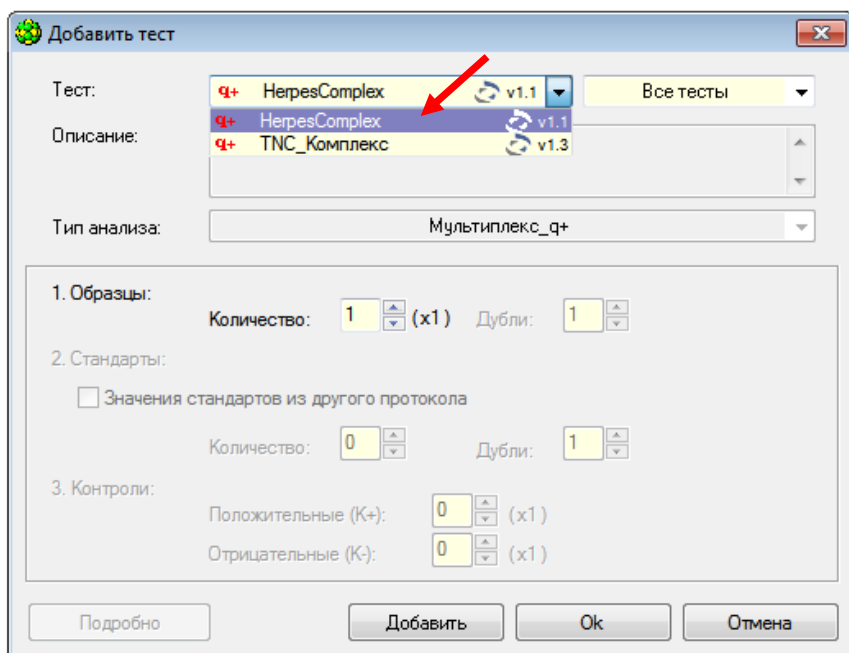 Добавить тест
Тест: q+ HerpesComplex v1.1 Все тесты
q+ HerpesComplex v1.1
Описание: q+ TNC_Комплекс v1.3
Тип анализа: Мультиплекс_q+
1. Образцы:
Количество: 1 (x1) Дубли: 1
2. Стандарты:
Значения стандартов из другого протокола
Количество: 0 Дубли: 1
3. Контроли:
Положительные (К+): 0 (x1)
Отрицательные (К-): 0 (x1)
Подробно Добавить Ok Отмена